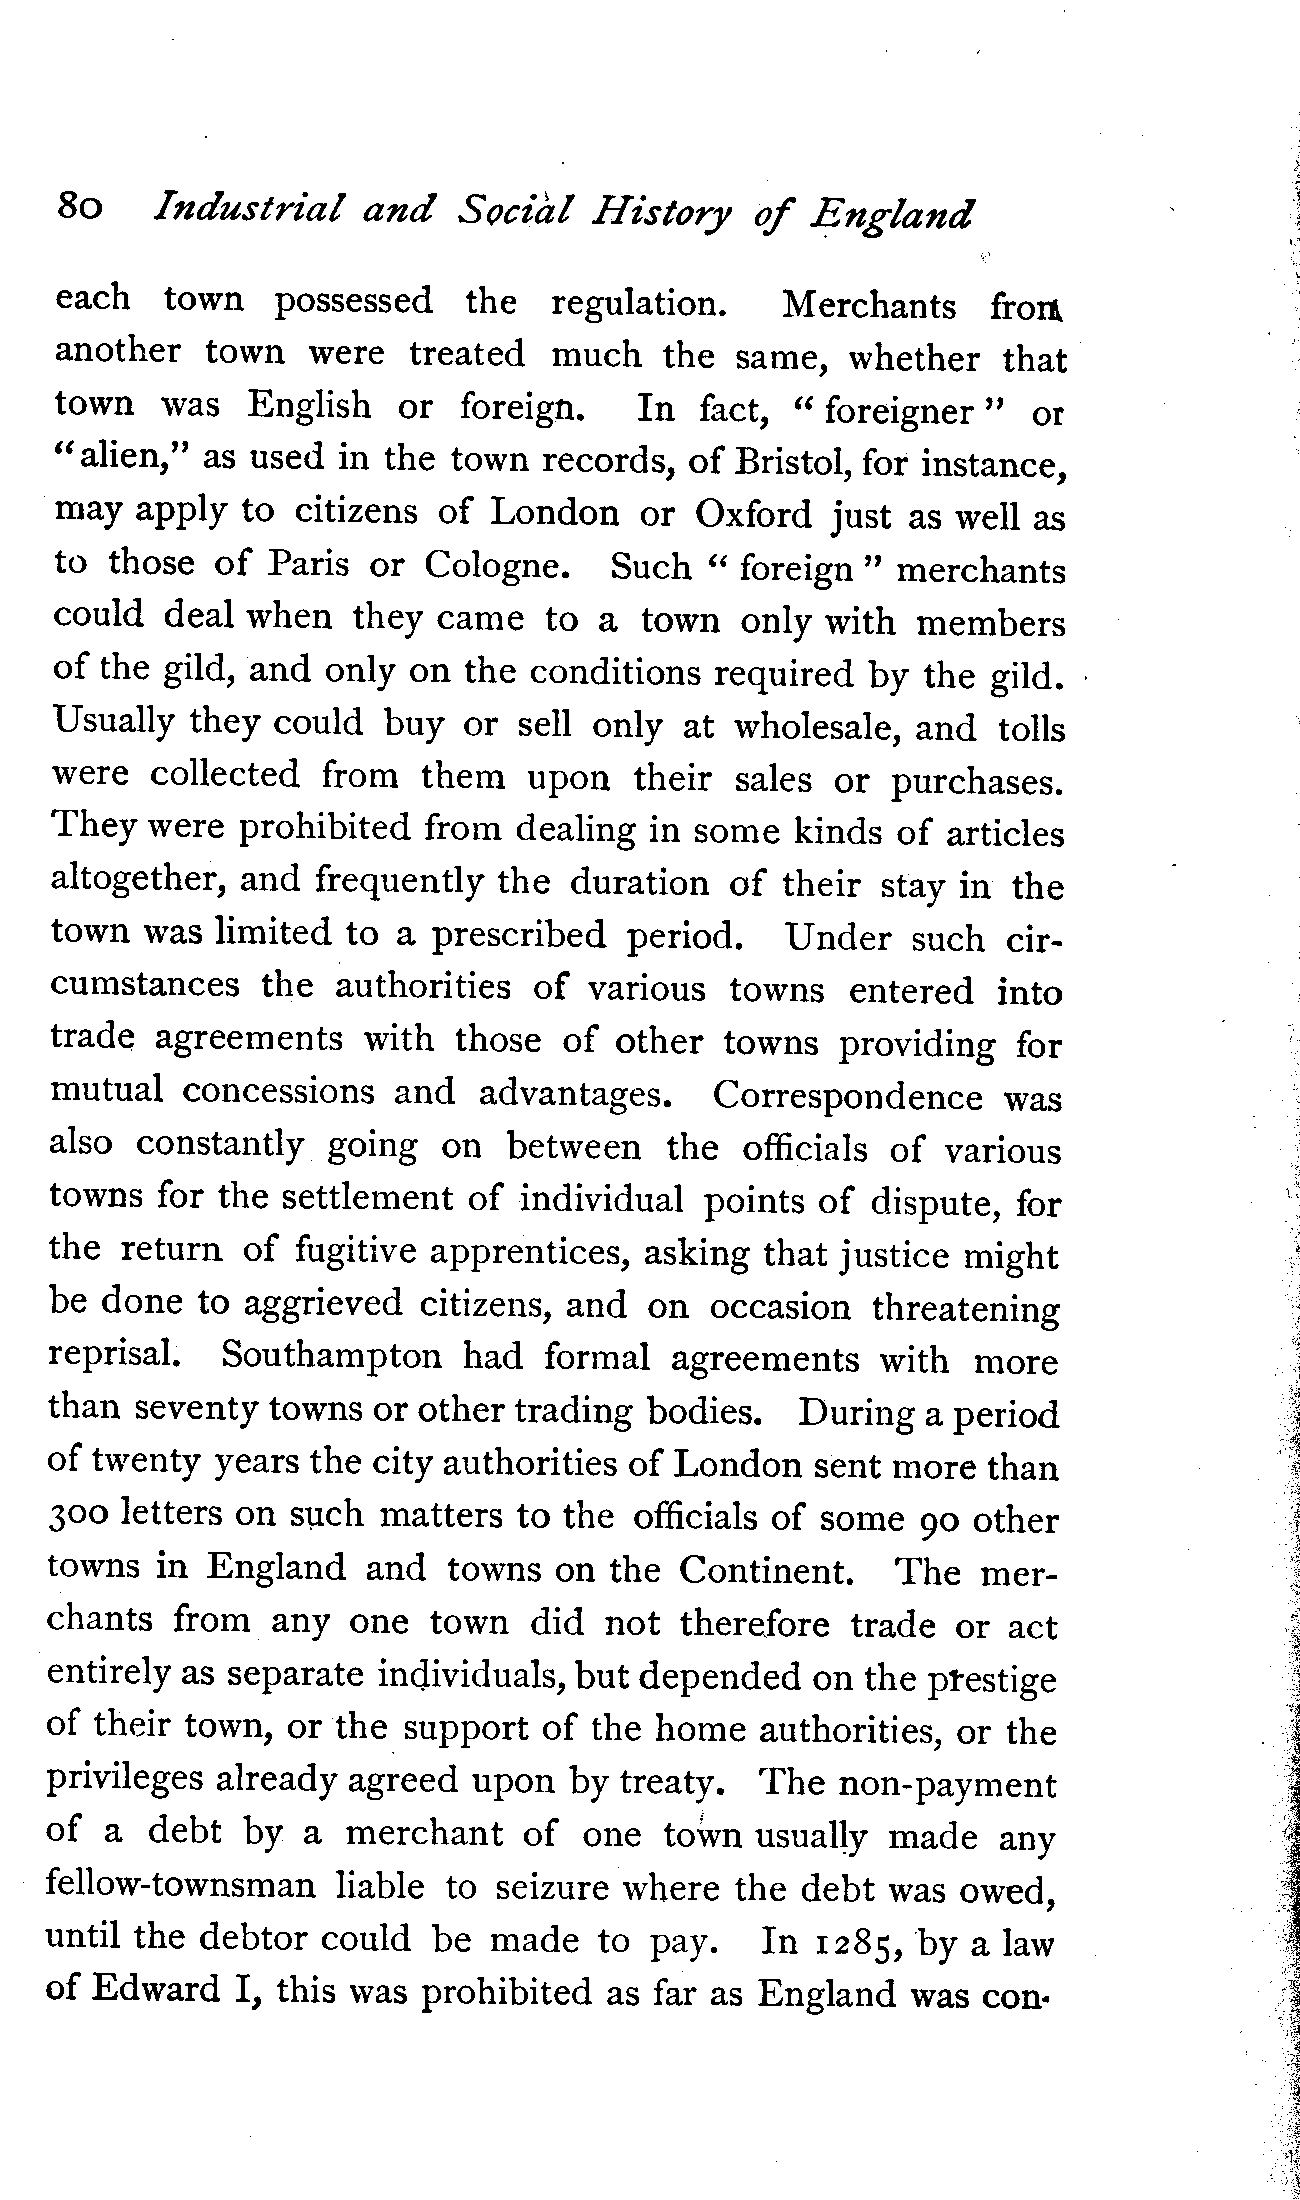 80 Industrial and Social History of England
each town possessed the regulation. Merchants from
another town were treated much the same, whether that
town was English or foreign. In fact, “ foreigner ” or
“alien,” as used in the town records, of Bristol, for instance,
may apply to citizens of London or Oxford just as well as
to those of Paris or Cologne. Such “ foreign ” merchants
could deal when they came to a town only with members
of the gild, and only on the conditions required by the gild.
Usually they could buy or sell only at wholesale, and tolls
were collected from them upon their sales or purchases.
They were prohibited from dealing in some kinds of articles
altogether, and frequently the duration of their stay in the
town was limited to a prescribed period. Under such cir-
cumstances the authorities of various towns entered into
trade agreements with those of other towns providing for
mutual concessions and advantages. Correspondence was
also constantly going on between the officials of various
towns for the settlement of individual points of dispute, for
the return of fugitive apprentices, asking that justice might
be done to aggrieved citizens, and on occasion threatening
reprisal. Southampton had formal agreements with more
than seventy towns or other trading bodies. During a period
of twenty years the city authorities of London sent more than
300 letters on such matters to the officials of some 90 other
towns in England and towns on the Continent. The mer-
chants from any one town did not therefore trade or act
entirely as separate individuals, but depended on the prestige
of their town, or the support of the home authorities, or the
privileges already agreed upon by treaty. The non-payment
of a debt by a merchant of one town usually made any
fellow-townsman liable to seizure where the debt was owed,
until the debtor could be made to pay. In 1285, by a law
of Edward I, this was prohibited as far as England was con-